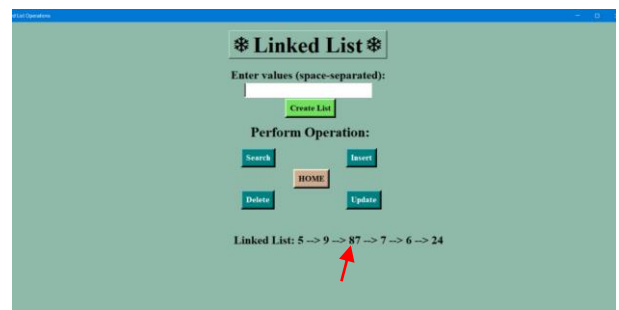 d List Operations
❄ Linked List ❄
Enter values (space-separated):
Create List
Perform Operation:
Search Insert
HOME
Delete Update
Linked List: 5 --> 9 --> 87 --> 7 --> 6 --> 24